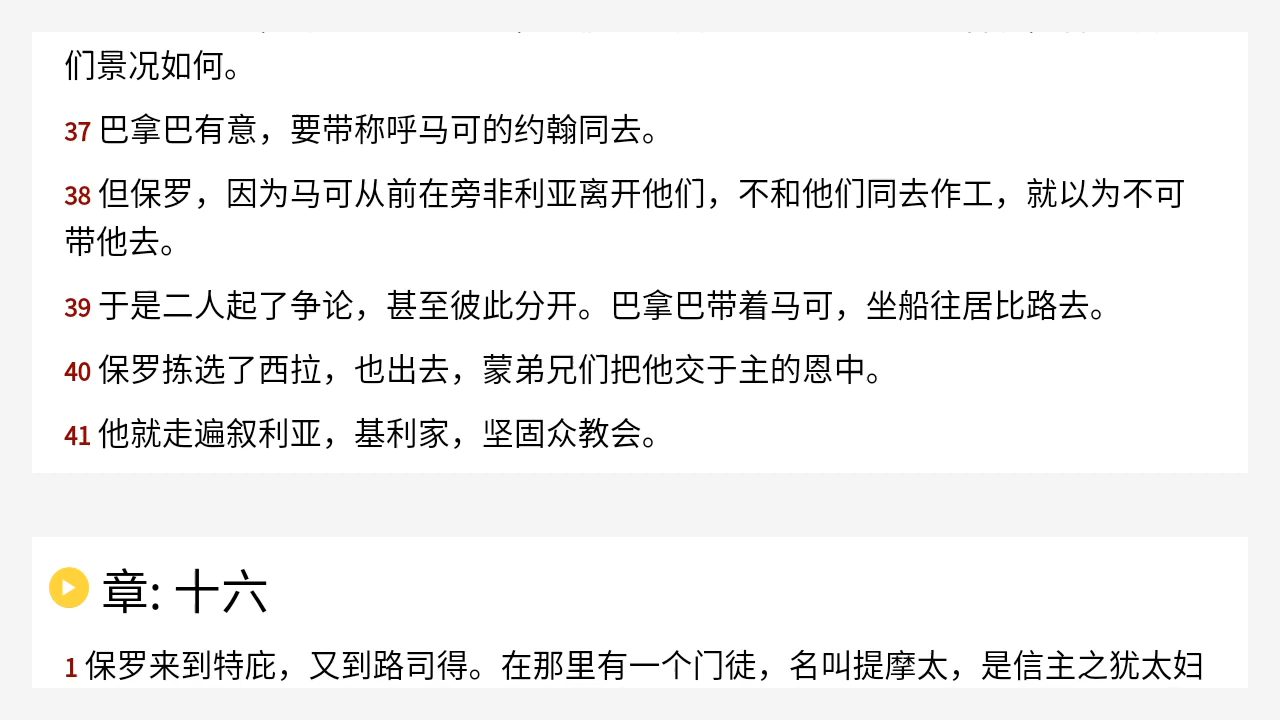 们景况如何。
37 巴拿巴有意，要带称呼马可的约翰同去。
38 但保罗，因为马可从前在旁非利亚离开他们，不和他们同去作工，就以为不可
带他去。
39 于是二人起了争论，甚至彼此分开。巴拿巴带着马可，坐船往居比路去。
40 保罗拣选了西拉，也出去，蒙弟兄们把他交于主的恩中。
41 他就走遍叙利亚，基利家，坚固众教会。
章: 十六
1 保罗来到特庇，又到路司得。在那里有一个门徒，名叫提摩太，是信主之犹太妇